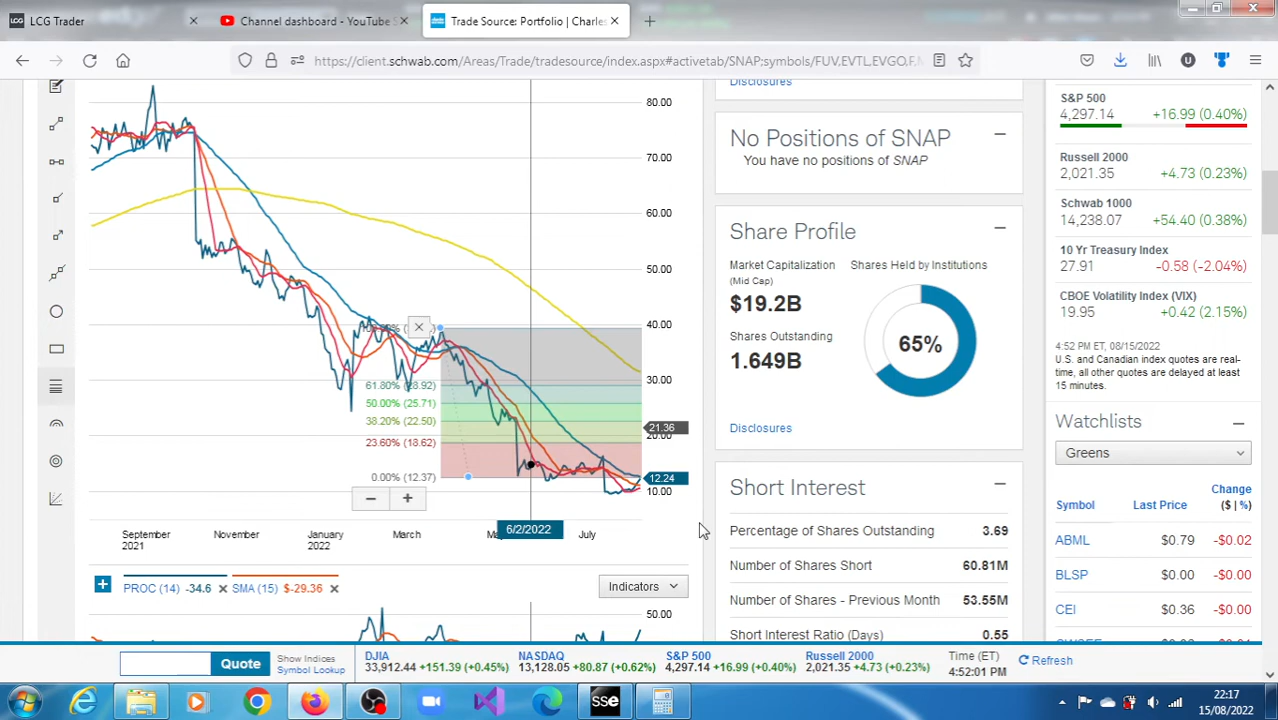 LCG Trader
Channel dashboard - YouTube S
Trade Source: Portfolio | Charles
https://client.schwab.com/Areas/Trade/tradesource/index.aspx#activetab/SNAP:symbols/FUV,EVTL,EVGO,F,M
80.00
70.00
60.00
50.00
40.00
30.00
20.00
10.00
61.80% (28.92)
50.00% (25.71)
38.20% (22.50)
23.60% (18.62)
0.00% (12.37)
21.36
12.24
6/2/2022
September
2021
November
January
2022
March
July
PROC (14) -34.6
SMA (15) $-29.36
Indicators
50.00
Disclosures
No Positions of SNAP
You have no positions of SNAP
Share Profile
Market Capitalization
(Mid Cap)
$19.2B
Shares Outstanding
1.649B
Shares Held by Institutions
65%
Disclosures
Short Interest
Percentage of Shares Outstanding 3.69
Number of Shares Short 60.81M
Number of Shares - Previous Month 53.55M
Short Interest Ratio (Days) 0.55
S&P 500
4,297.14 +16.99 (0.40%)
Russell 2000
2,021.35 +4.73 (0.23%)
Schwab 1000
14,238.07 +54.40 (0.38%)
10 Yr Treasury Index
27.91 -0.58 (-2.04%)
CBOE Volatility Index (VIX)
19.95 +0.42 (2.15%)
4:52 PM ET, 08/15/2022
U.S. and Canadian index quotes are real-
time, all other quotes are delayed at least
15 minutes.
Watchlists
Greens
Symbol Last Price Change
($ | %)
ABML $0.79 -$0.02
BLSP $0.00 -$0.00
CEI $0.36 -$0.00
Quote
Show Indices
Symbol Lookup
DJIA
33,912.44 +151.39 (+0.45%)
NASDAQ
13,128.05 +80.87 (+0.62%)
S&P 500
4,297.14 +16.99 (+0.40%)
Russell 2000
2,021.35 +4.73 (+0.23%)
Time (ET)
4:52:01 PM
Refresh
SSE
22:17
15/08/2022